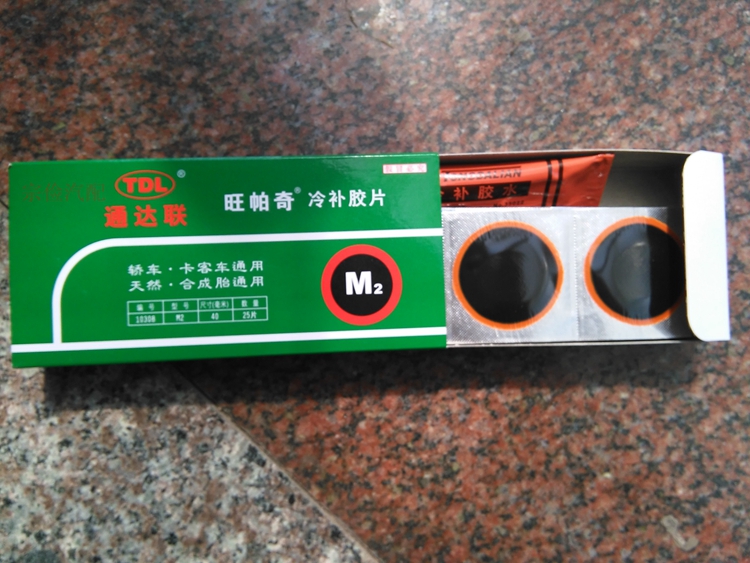 TDL®
通达联
旺帕奇® 冷补胶片
轿车·卡客车通用
天然·合成胎通用
编号 型号 尺寸(毫米) 数量
10308 M2 40 25片
M2
补胶水